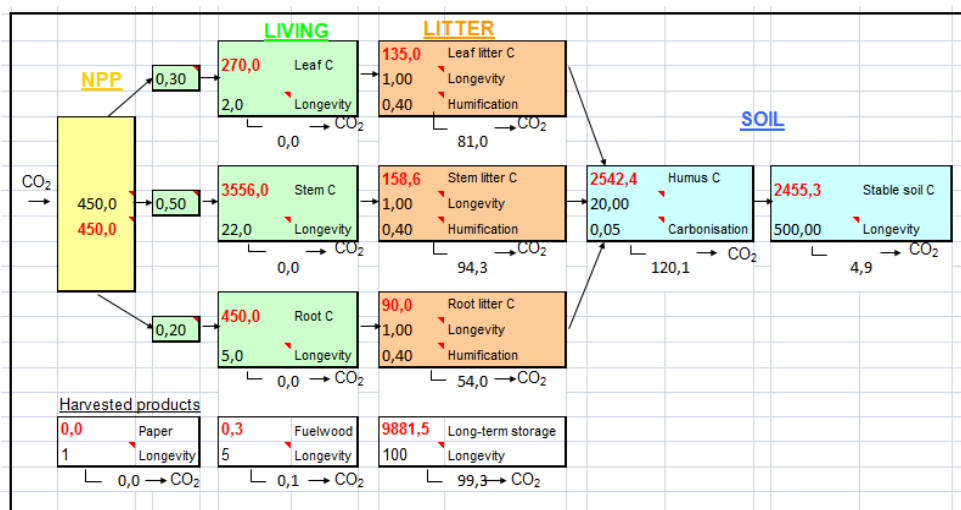 LIVING
LITTER
NPP
SOIL
0,30
270,0 Leaf C
2,0 Longevity
0,0 CO2
135,0 Leaf litter C
1,00 Longevity
0,40 Humification
81,0 CO2
CO2
450,0
450,0
0,50
3556,0 Stem C
22,0 Longevity
0,0 CO2
158,6 Stem litter C
1,00 Longevity
0,40 Humification
94,3 CO2
2542,4 Humus C
20,00
0,05 Carbonisation
120,1 CO2
2455,3 Stable soil C
500,00 Longevity
4,9 CO2
0,20
450,0 Root C
5,0 Longevity
0,0 CO2
90,0 Root litter C
1,00 Longevity
0,40 Humification
54,0 CO2
Harvested products
0,0 Paper
1 Longevity
0,0 CO2
0,3 Fuelwood
5 Longevity
0,1 CO2
9881,5 Long-term storage
100 Longevity
99,3 CO2